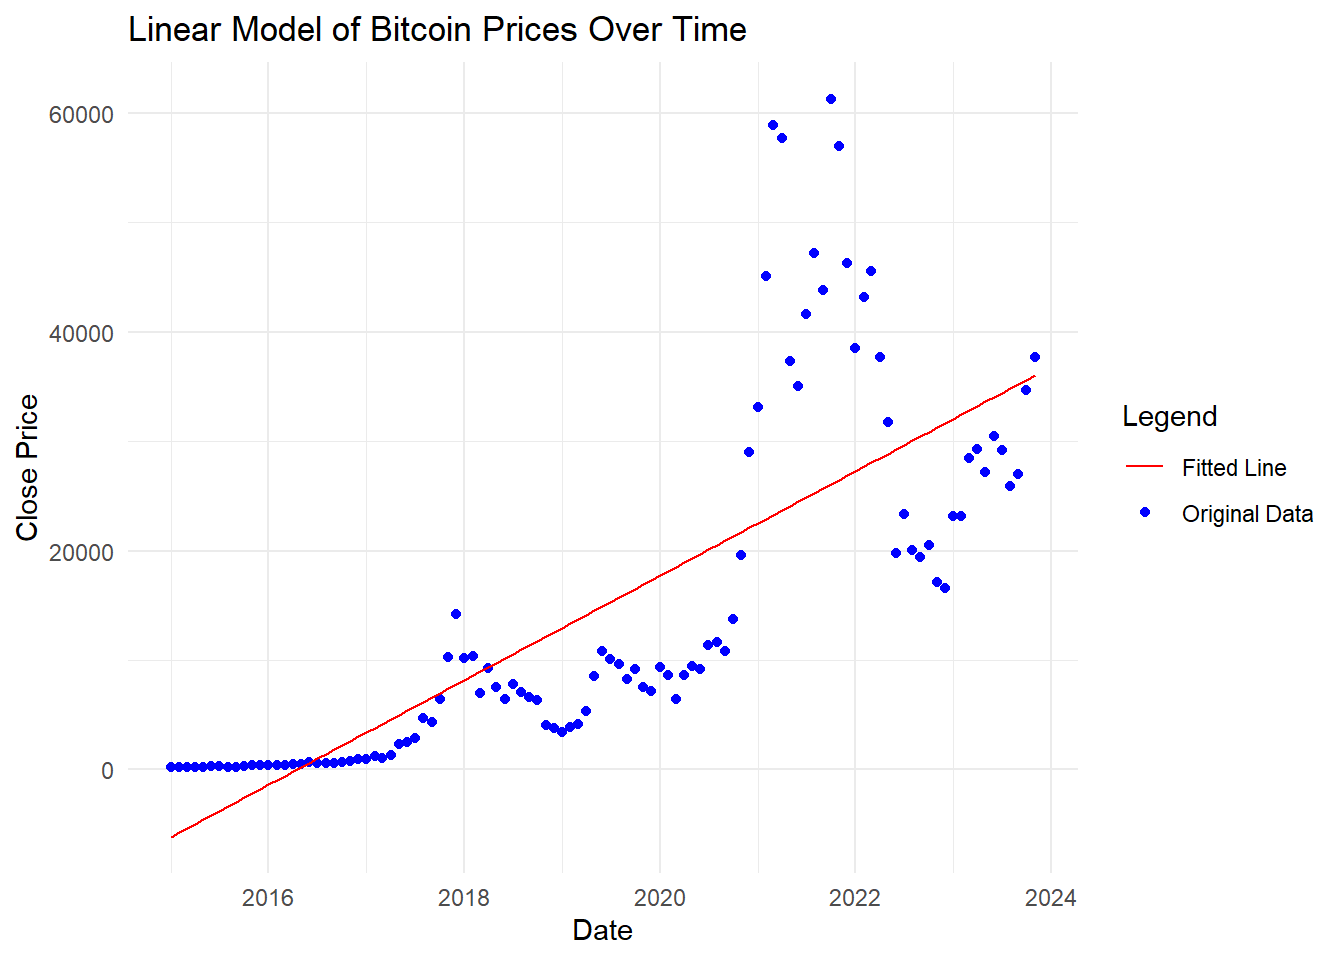 Linear Model of Bitcoin Prices Over Time
60000
40000
20000
0
Close Price
2016
2018
2020
2022
2024
Date
Legend
Fitted Line
Original Data